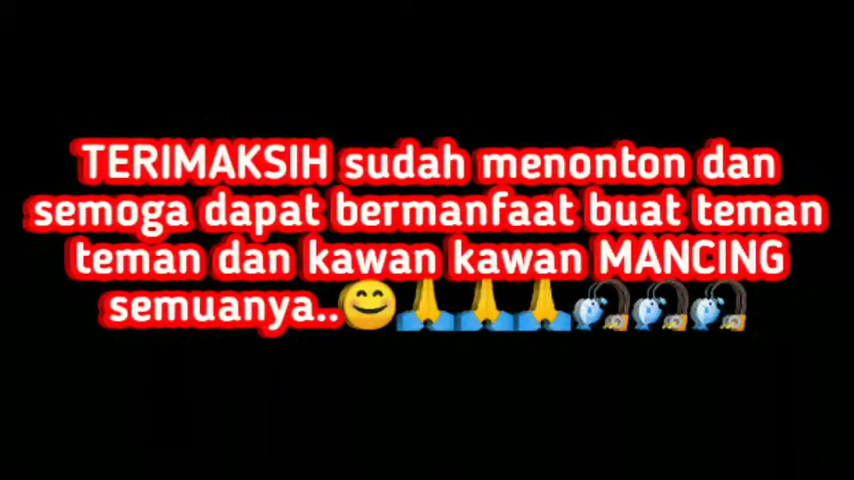 TERIMAKSIH sudah menonton dan
semoga dapat bermanfaat buat teman
teman dan kawan kawan MANCING
semuanya..😊🙏🙏🙏🎣🎣🎣